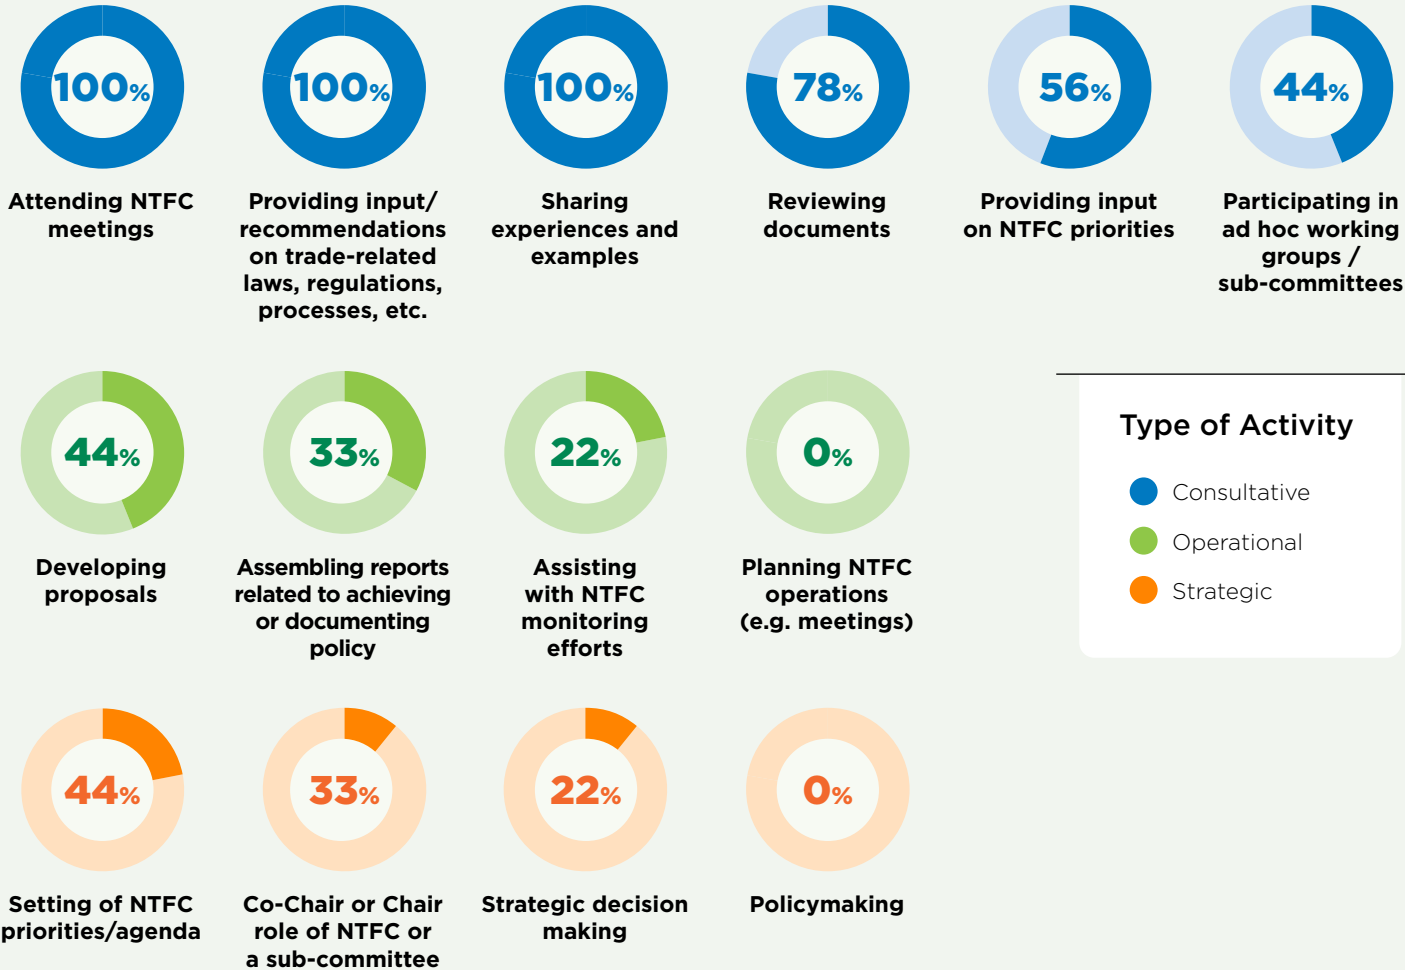 100%
100%
100%
78%
56%
44%
Attending NTFC
meetings
Providing input/
recommendations
on trade-related
laws, regulations,
processes, etc.
Sharing
experiences and
examples
Reviewing
documents
Providing input
on NTFC priorities
Participating in
ad hoc working
groups /
sub-committees
44%
33%
22%
0%
Developing
proposals
Assembling reports
related to achieving
or documenting
policy
Assisting
with NTFC
monitoring
efforts
Planning NTFC
operations
(e.g. meetings)
Type of Activity
Consultative
Operational
Strategic
44%
33%
22%
0%
Setting of NTFC
priorities/agenda
Co-Chair or Chair
role of NTFC or
a sub-committee
Strategic decision
making
Policymaking